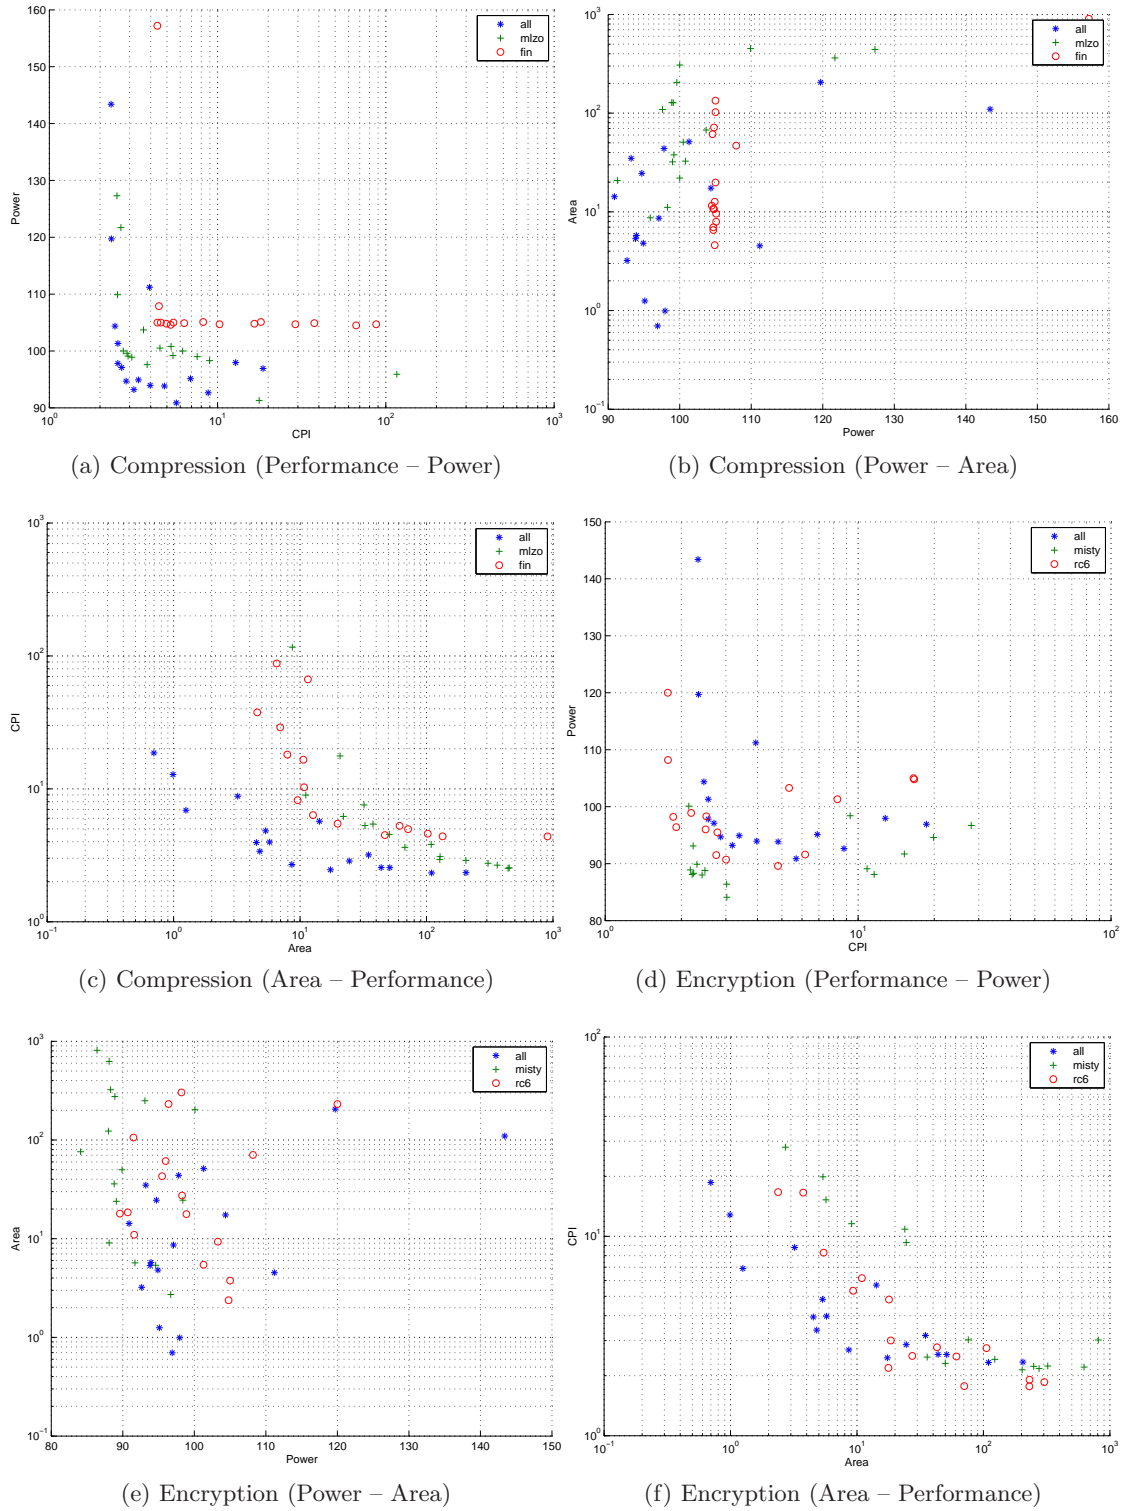 160
150
140
130
120
110
100
90
Power
10^0
10^1
10^2
10^3
CPI
all
mlzo
fin
(a) Compression (Performance – Power)
10^3
10^2
10^1
10^0
10^-1
Area
90
100
110
120
130
140
150
160
Power
all
mlzo
fin
(b) Compression (Power – Area)
10^3
10^2
10^1
10^0
CPI
10^-1
10^0
10^1
10^2
10^3
Area
all
mlzo
fin
(c) Compression (Area – Performance)
150
140
130
120
110
100
90
80
Power
10^0
10^1
10^2
CPI
all
misty
rc6
(d) Encryption (Performance – Power)
10^3
10^2
10^1
10^0
10^-1
Area
80
90
100
110
120
130
140
150
Power
all
misty
rc6
(e) Encryption (Power – Area)
10^2
10^1
10^0
CPI
10^-1
10^0
10^1
10^2
10^3
Area
all
misty
rc6
(f) Encryption (Area – Performance)